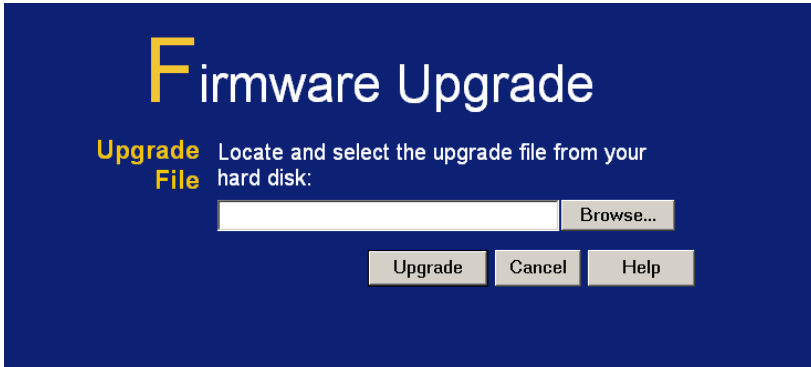 Firmware Upgrade
Upgrade File
Locate and select the upgrade file from your
hard disk:
Browse...
Upgrade Cancel Help